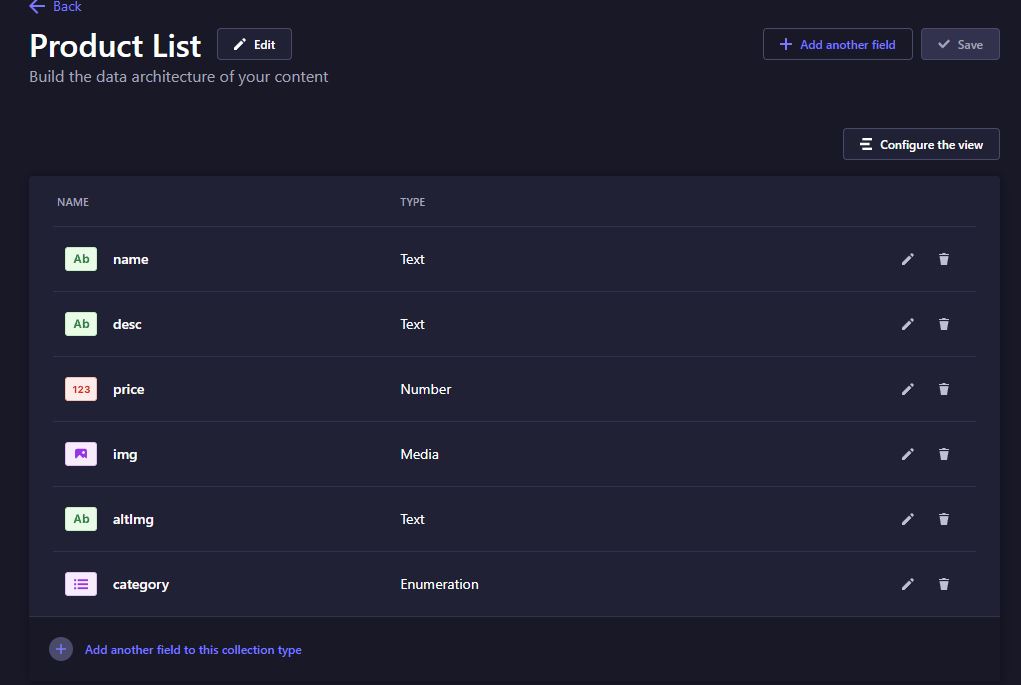 Back
Product List
Edit
Add another field
Save
Build the data architecture of your content
Configure the view
NAME TYPE
Ab name Text
Ab desc Text
123 price Number
img Media
Ab altImg Text
category Enumeration
Add another field to this collection type